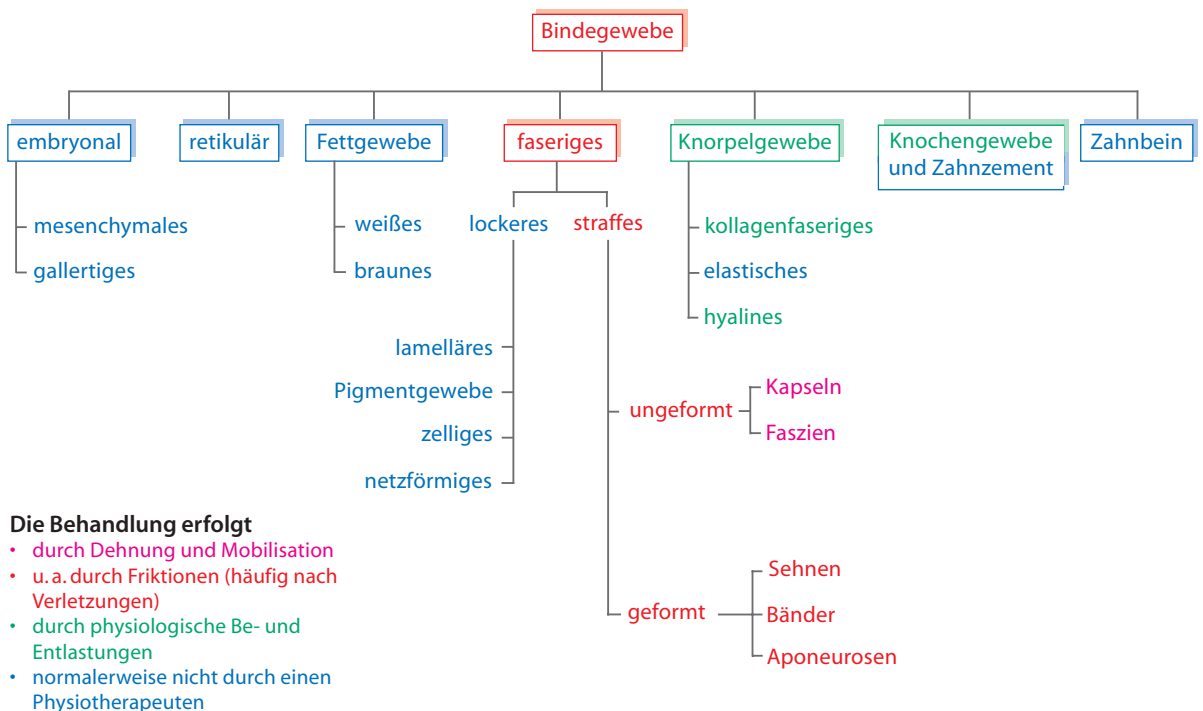 Bindegewebe
embryonal
retikulär
Fettgewebe
faseriges
Knorpelgewebe
Knochengewebe
und Zahnzement
Zahnbein
mesenchymales
gallertiges
weißes
braunes
lockeres
straffes
kollagenfaseriges
elastisches
hyalines
lamelläres
Pigmentgewebe
zelliges
netzförmiges
ungeformt
Kapseln
Faszien
geformt
Sehnen
Bänder
Aponeurosen
Die Behandlung erfolgt
• durch Dehnung und Mobilisation
• u. a. durch Friktionen (häufig nach
Verletzungen)
• durch physiologische Be- und
Entlastungen
• normalerweise nicht durch einen
Physiotherapeuten